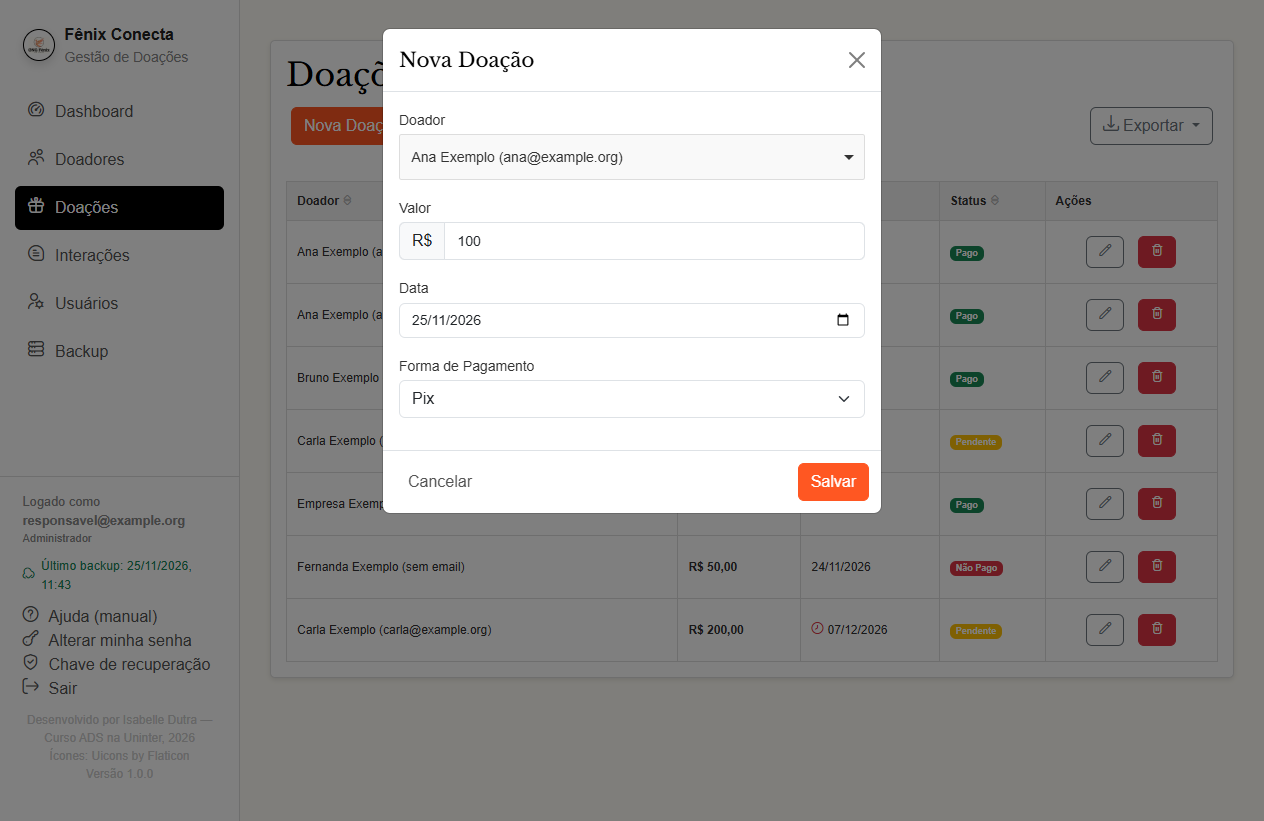 Fênix Conecta
Gestão de Doações
Dashboard
Doadores
Doações
Interações
Usuários
Backup
Logado como
responsavel@example.org
Administrador
Último backup: 25/11/2026,
11:43
Ajuda (manual)
Alterar minha senha
Chave de recuperação
Sair
Desenvolvido por Isabelle Dutra —
Curso ADS na Uninter, 2026
Ícones: Uicons by Flaticon
Versão 1.0.0
Nova Doação
Doador
Ana Exemplo (ana@example.org)
Valor
R$ 100
Data
25/11/2026
Forma de Pagamento
Pix
Cancelar Salvar
Exportar
Doador Status Ações
Ana Exemplo Pago
Ana Exemplo Pago
Bruno Exemplo Pago
Carla Exemplo Pendente
Empresa Pago
Fernanda Exemplo (sem email) R$ 50,00 24/11/2026 Não Pago
Carla Exemplo (carla@example.org) R$ 200,00 07/12/2026 Pendente